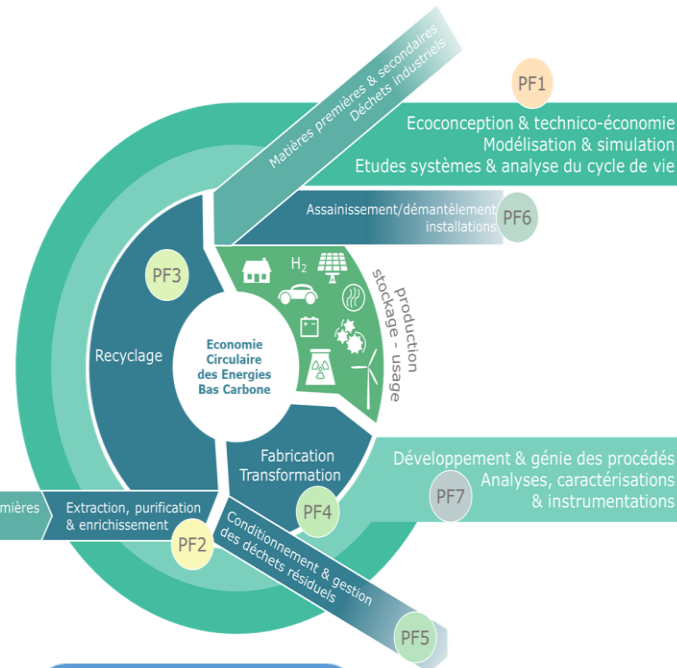 Matières premières & secondaires
Déchets industriels
PF1
Ecoconception & technico-économie
Modélisation & simulation
Etudes systèmes & analyse du cycle de vie
Assainissement/démantèlement
installations
PF6
PF3
H2
production
stockage - usage
Recyclage
Economie
Circulaire
des Energies
Bas Carbone
Fabrication
Transformation
PF4
Développement & génie des procédés
Analyses, caractérisations
& instrumentations
PF7
mières
Extraction, purification
& enrichissement
PF2
Conditionnement & gestion
des déchets résiduels
PF5